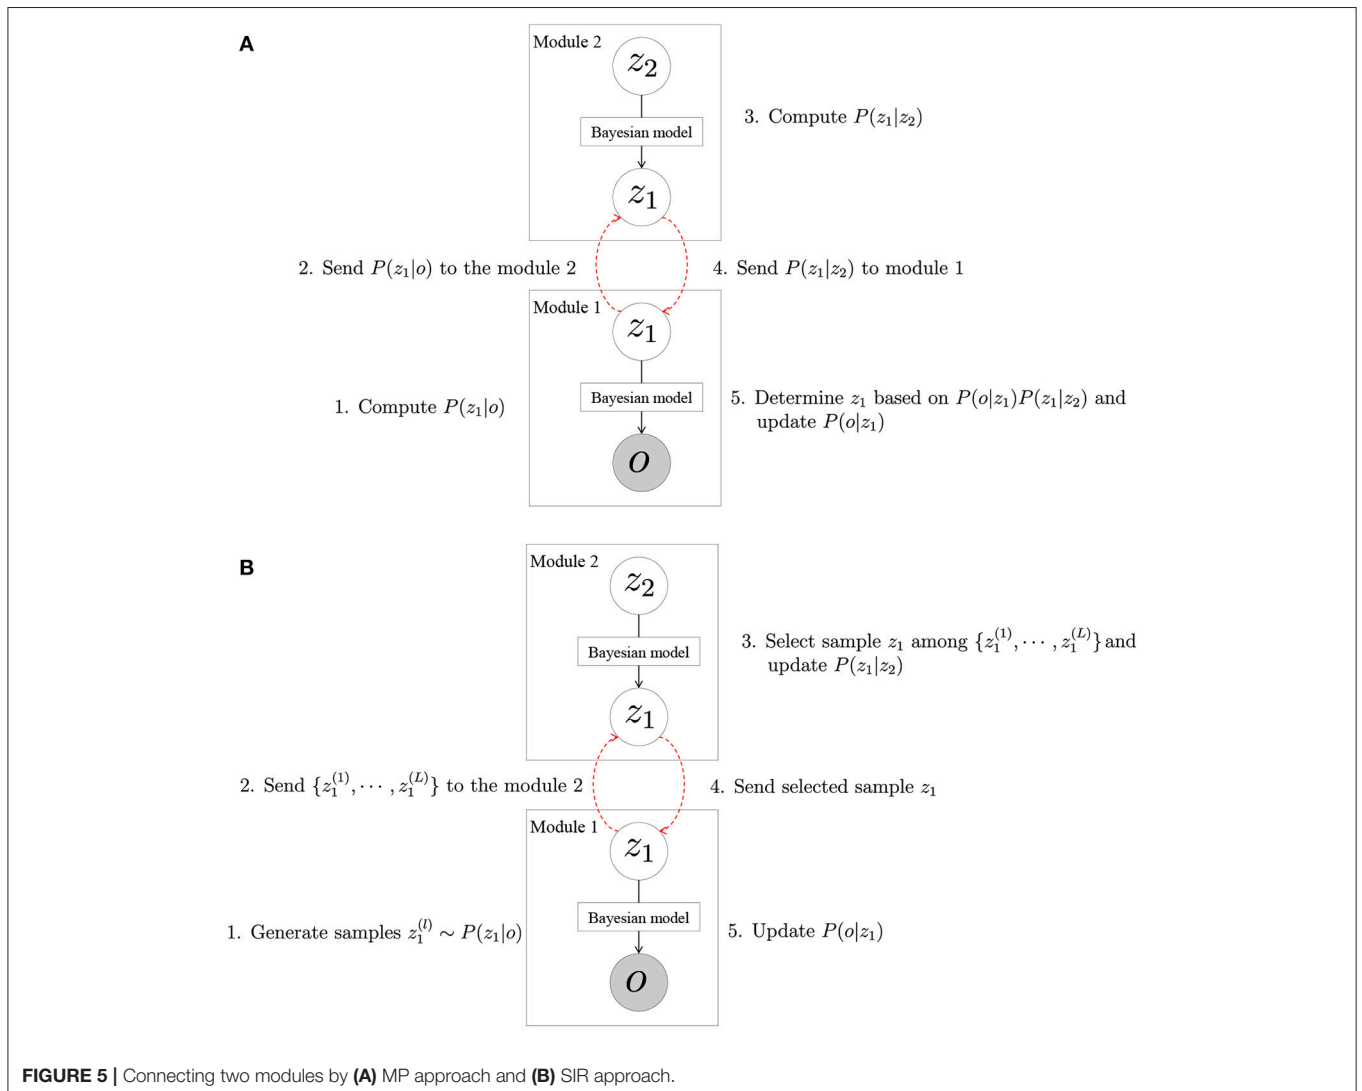 A
Module 2
z₂
Bayesian model
z₁
3. Compute P(z₁|z₂)
2. Send P(z₁|o) to the module 2
4. Send P(z₁|z₂) to module 1
Module 1
z₁
Bayesian model
o
1. Compute P(z₁|o)
5. Determine z₁ based on P(o|z₁)P(z₁|z₂) and
update P(o|z₁)
B
Module 2
z₂
Bayesian model
z₁
3. Select sample z₁ among {z₁⁽¹⁾, ⋯ , z₁⁽ᴸ⁾} and
update P(z₁|z₂)
2. Send {z₁⁽¹⁾, ⋯ , z₁⁽ᴸ⁾} to the module 2
4. Send selected sample z₁
Module 1
z₁
Bayesian model
o
1. Generate samples z₁⁽ˡ⁾ ∼ P(z₁|o)
5. Update P(o|z₁)
FIGURE 5 | Connecting two modules by (A) MP approach and (B) SIR approach.